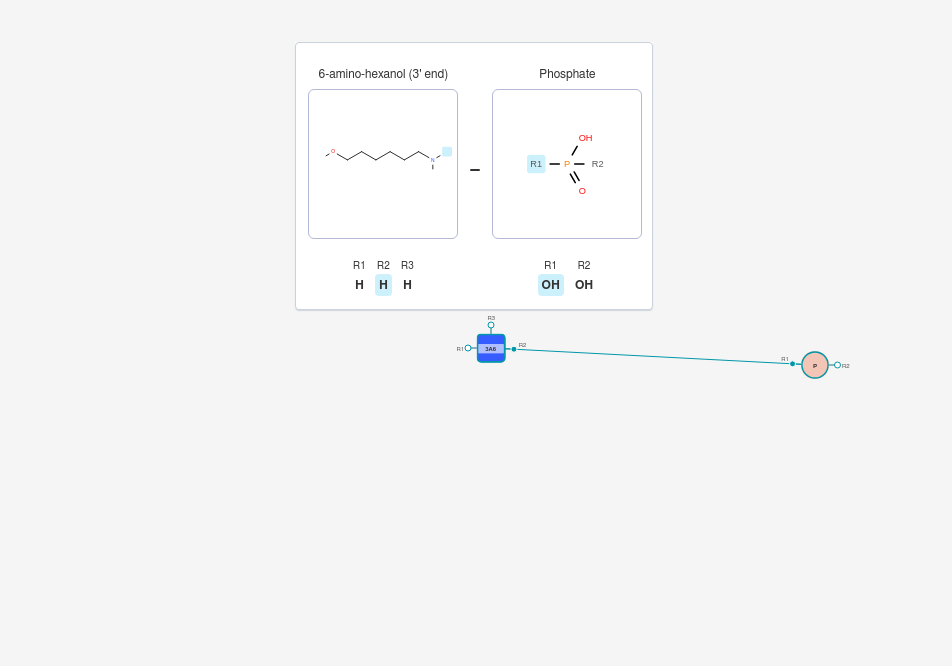 6-amino-hexanol (3' end)
Phosphate
O
N
OH
R1
P
R2
O
R1 R2 R3
H H H
R1 R2
OH OH
R3
R1
3A6
R2
R1
P
R2